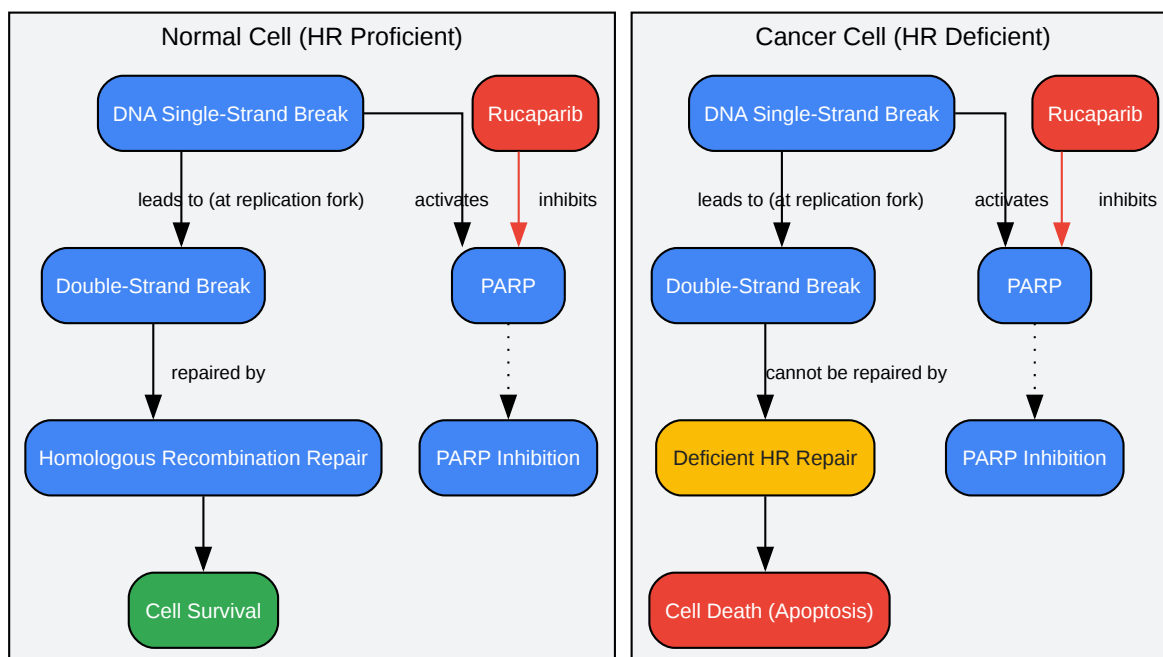 Normal Cell (HR Proficient)
DNA Single-Strand Break
Rucaparib
leads to (at replication fork)
activates
inhibits
Double-Strand Break
PARP
repaired by
Homologous Recombination Repair
PARP Inhibition
Cell Survival
Cancer Cell (HR Deficient)
DNA Single-Strand Break
Rucaparib
leads to (at replication fork)
activates
inhibits
Double-Strand Break
PARP
cannot be repaired by
Deficient HR Repair
PARP Inhibition
Cell Death (Apoptosis)